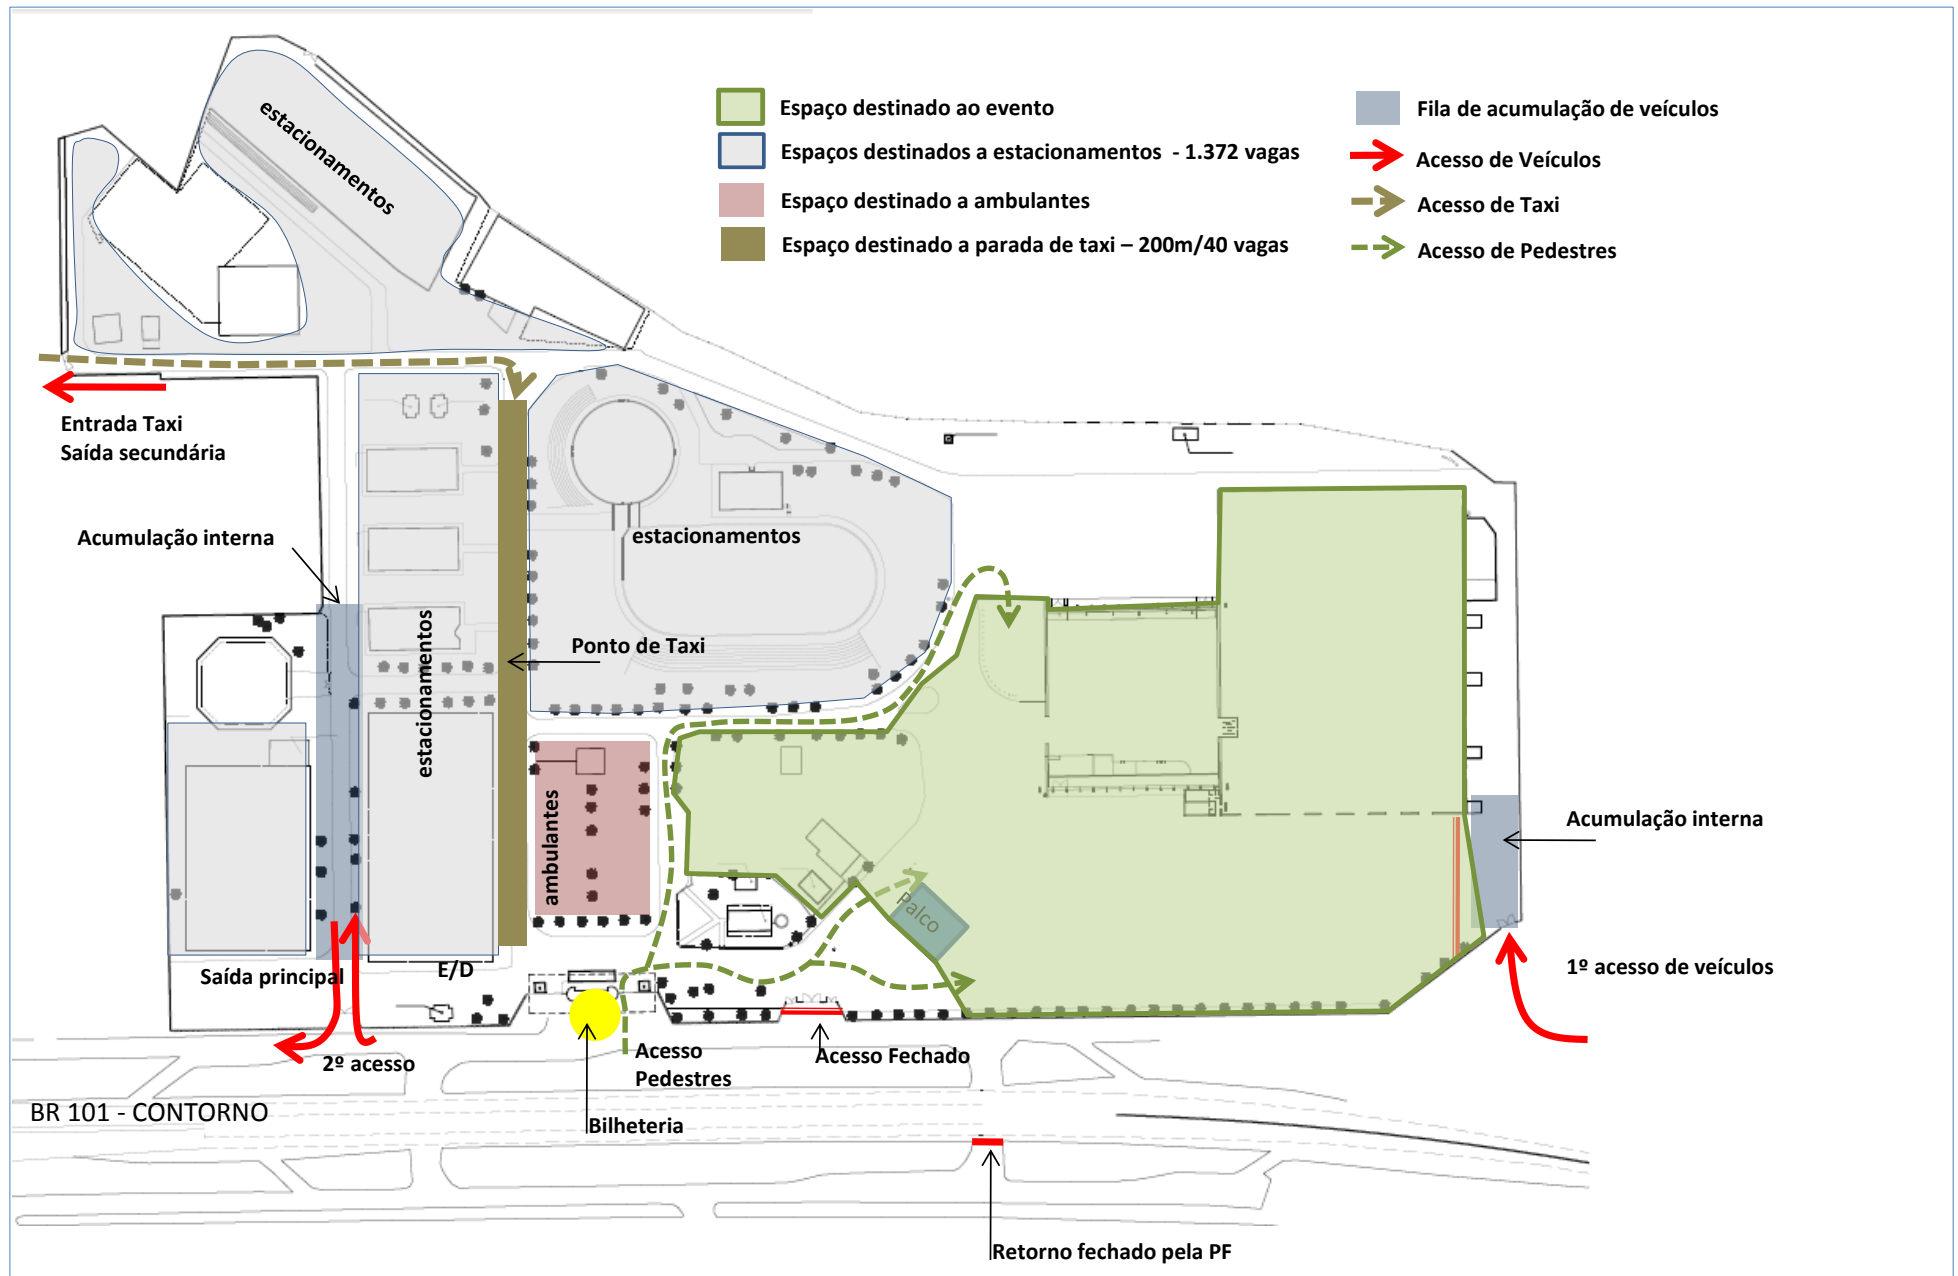 estacionamentos
Espaço destinado ao evento
Espaços destinados a estacionamentos - 1.372 vagas
Espaço destinado a ambulantes
Espaço destinado a parada de taxi – 200m/40 vagas
Fila de acumulação de veículos
Acesso de Veículos
Acesso de Taxi
Acesso de Pedestres
Entrada Taxi
Saída secundária
Acumulação interna
estacionamentos
estacionamentos
Ponto de Taxi
ambulantes
Palco
Acumulação interna
1º acesso de veículos
Saída principal
E/D
2º acesso
Acesso
Pedestres
Acesso Fechado
BR 101 - CONTORNO
Bilheteria
Retorno fechado pela PF